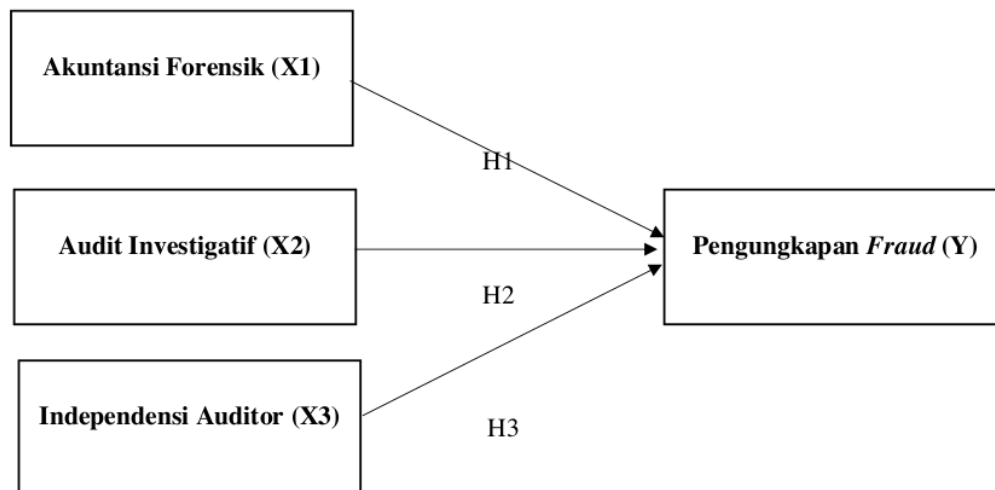 Akuntansi Forensik (X1)
H1
Audit Investigatif (X2)
Pengungkapan Fraud (Y)
H2
Independensi Auditor (X3)
H3